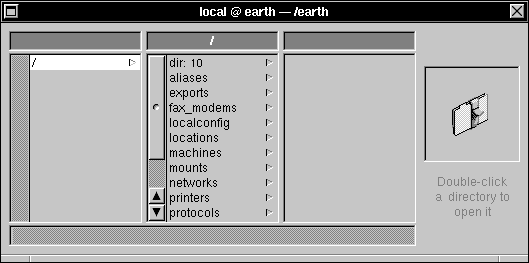 local @ earth — /earth
/
/
dir: 10
aliases
exports
fax_modems
localconfig
locations
machines
mounts
networks
printers
protocols
Double-click
a directory to
open it